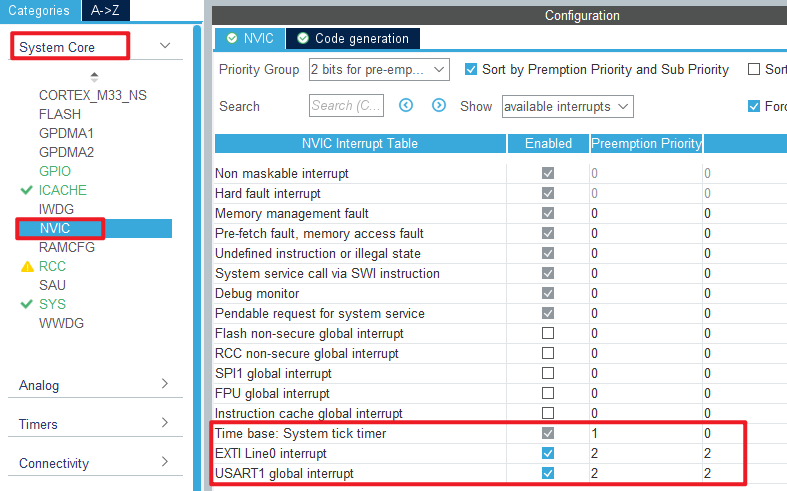 Categories A->Z
System Core
CORTEX_M33_NS
FLASH
GPDMA1
GPDMA2
GPIO
ICACHE
IWDG
NVIC
RAMCFG
RCC
SAU
SYS
WWDG
Analog
Timers
Connectivity
Configuration
NVIC Code generation
Priority Group 2 bits for pre-emp... Sort by Premption Priority and Sub Priority Sort
Search Search (C... Show available interrupts Forc
NVIC Interrupt Table Enabled Preemption Priority
Non maskable interrupt 0 0
Hard fault interrupt 0 0
Memory management fault 0 0
Pre-fetch fault, memory access fault 0 0
Undefined instruction or illegal state 0 0
System service call via SWI instruction 0 0
Debug monitor 0 0
Pendable request for system service 0 0
Flash non-secure global interrupt 0 0
RCC non-secure global interrupt 0 0
SPI1 global interrupt 0 0
FPU global interrupt 0 0
Instruction cache global interrupt 0 0
Time base: System tick timer 1 0
EXTI Line0 interrupt 2 2
USART1 global interrupt 2 2